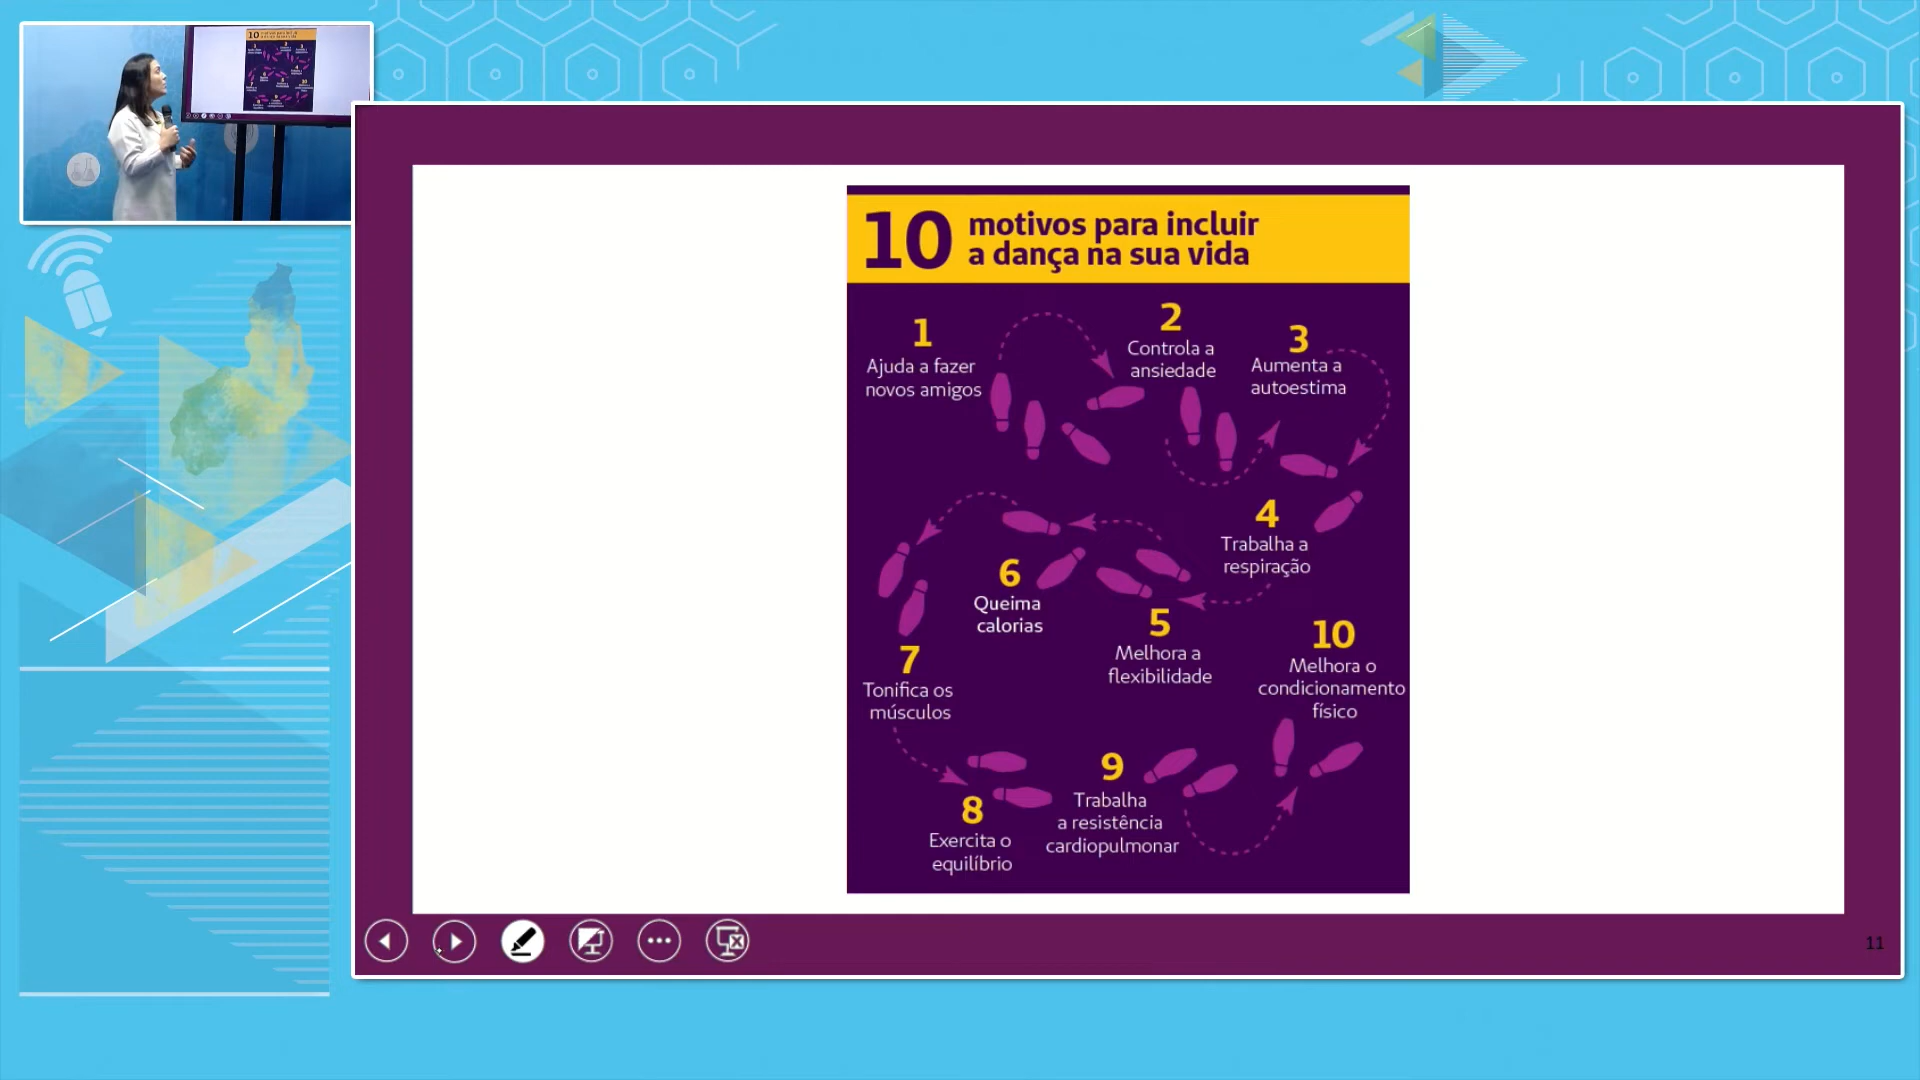 10 motivos para incluir
a dança na sua vida
1
Ajuda a fazer
novos amigos
2
Controla a
ansiedade
3
Aumenta a
autoestima
4
Trabalha a
respiração
5
Melhora a
flexibilidade
6
Queima
calorias
7
Tonifica os
músculos
8
Exercita o
equilíbrio
9
Trabalha
a resistência
cardiopulmonar
10
Melhora o
condicionamento
físico
11